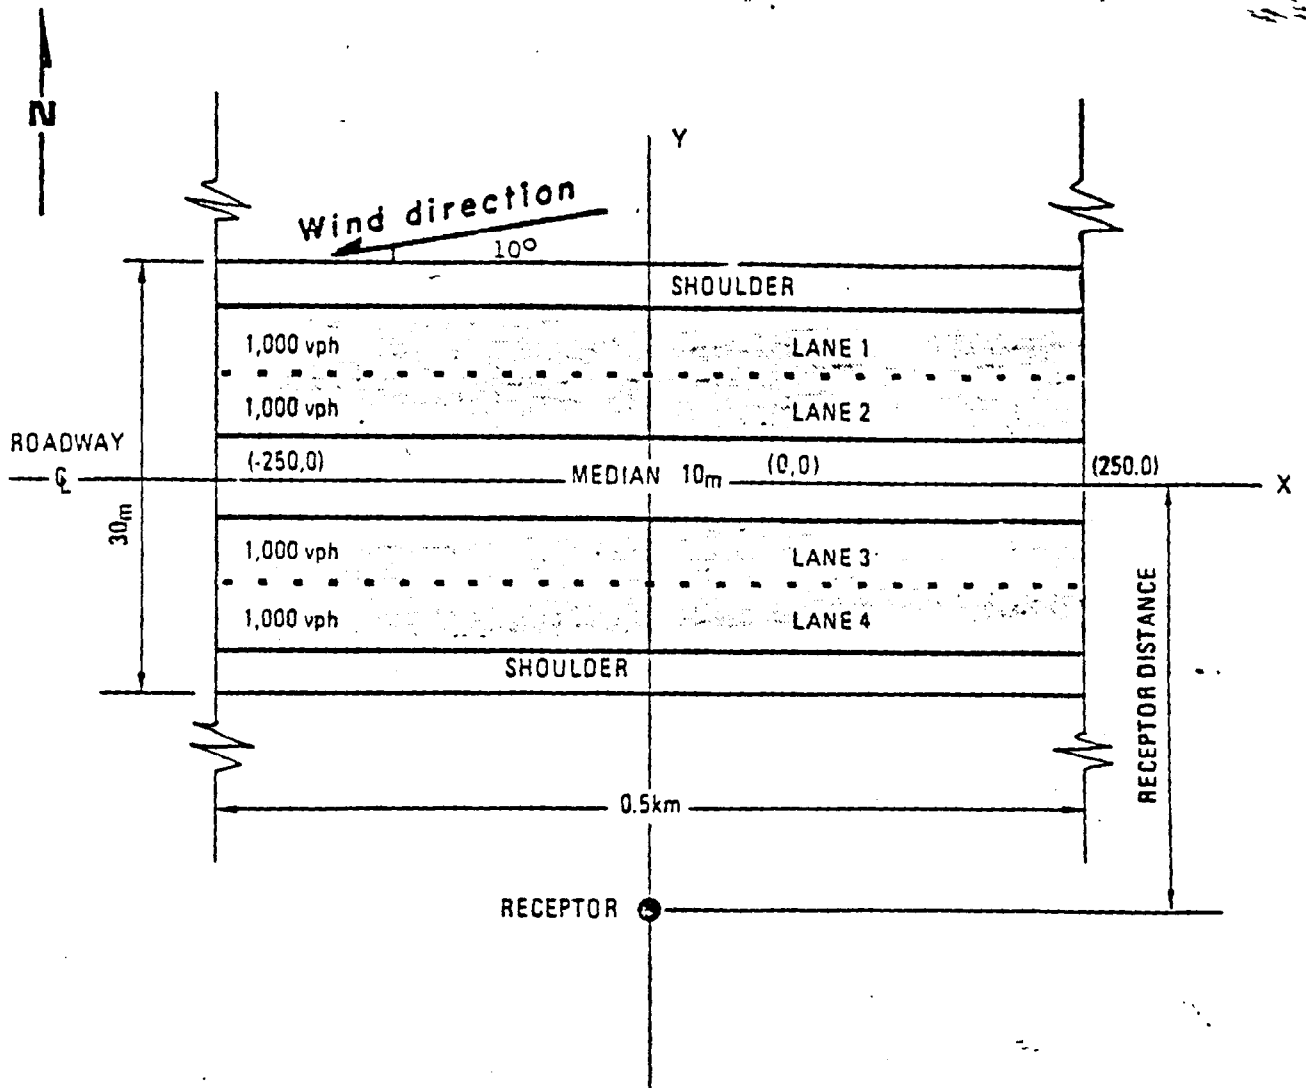 N
Y
Wind direction
10°
SHOULDER
1,000 vph
LANE 1
1,000 vph
LANE 2
ROADWAY
℄
(-250,0)
MEDIAN 10m
(0,0)
(250.0)
X
30m
1,000 vph
LANE 3
1,000 vph
LANE 4
SHOULDER
RECEPTOR DISTANCE
0.5km
RECEPTOR